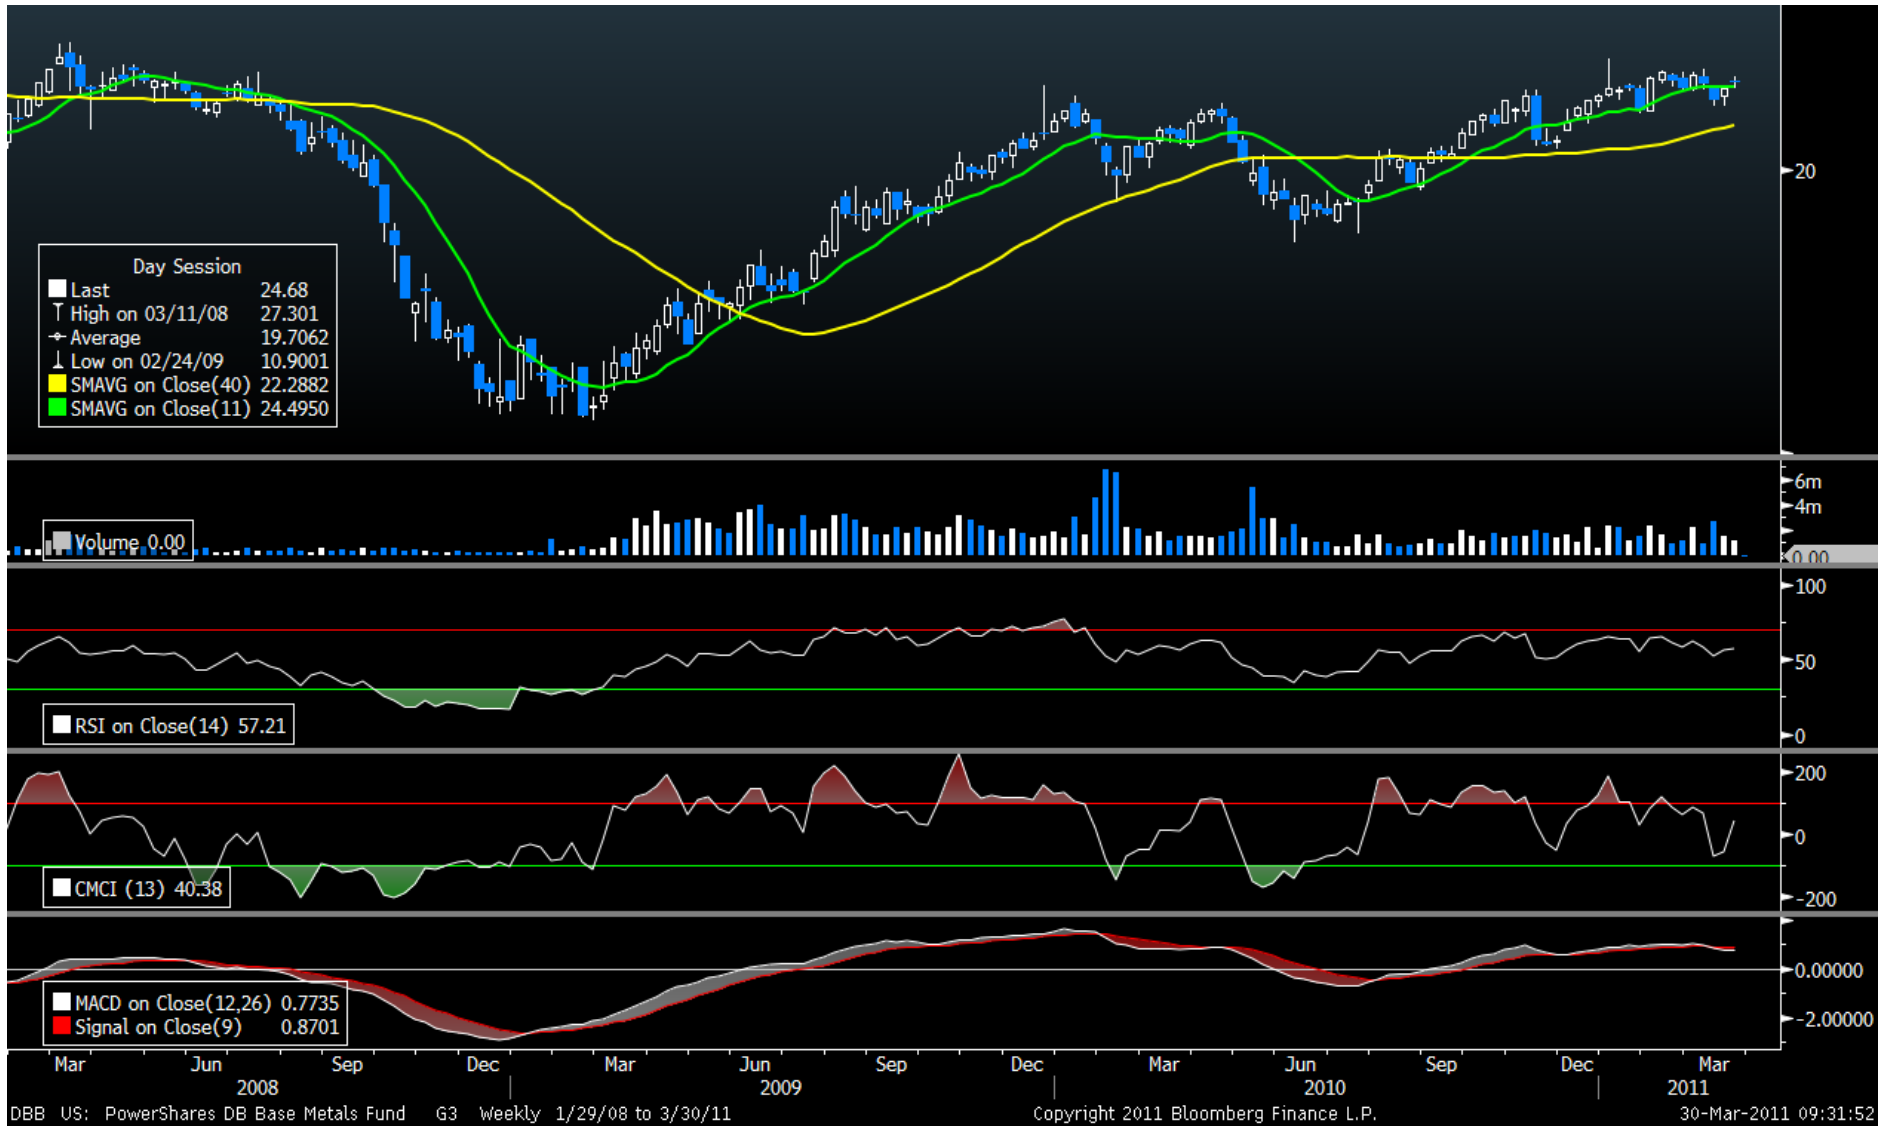 20
Day Session
Last 24.68
High on 03/11/08 27.301
Average 19.7062
Low on 02/24/09 10.9001
SMAVG on Close(40) 22.2882
SMAVG on Close(11) 24.4950
6m
4m
Volume 0.00
0.00
100
50
RSI on Close(14) 57.21
0
200
0
CMCI (13) 40.38
-200
0.00000
MACD on Close(12,26) 0.7735
Signal on Close(9) 0.8701
-2.00000
Mar Jun Sep Dec Mar Jun Sep Dec Mar Jun Sep Dec Mar
2008 2009 2010 2011
DBB US: PowerShares DB Base Metals Fund G3 Weekly 1/29/08 to 3/30/11 Copyright 2011 Bloomberg Finance L.P. 30-Mar-2011 09:31:52